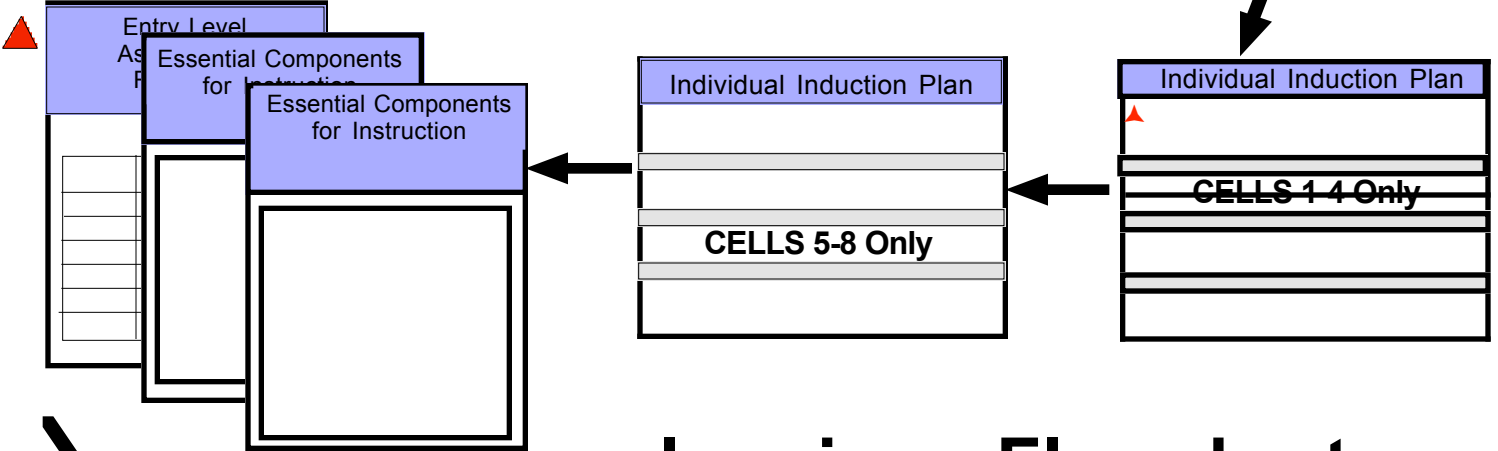 Entry Level
Essential Components
for Instruction
Essential Components
for Instruction
Individual Induction Plan
CELLS 5-8 Only
Individual Induction Plan
CELLS 1-4 Only